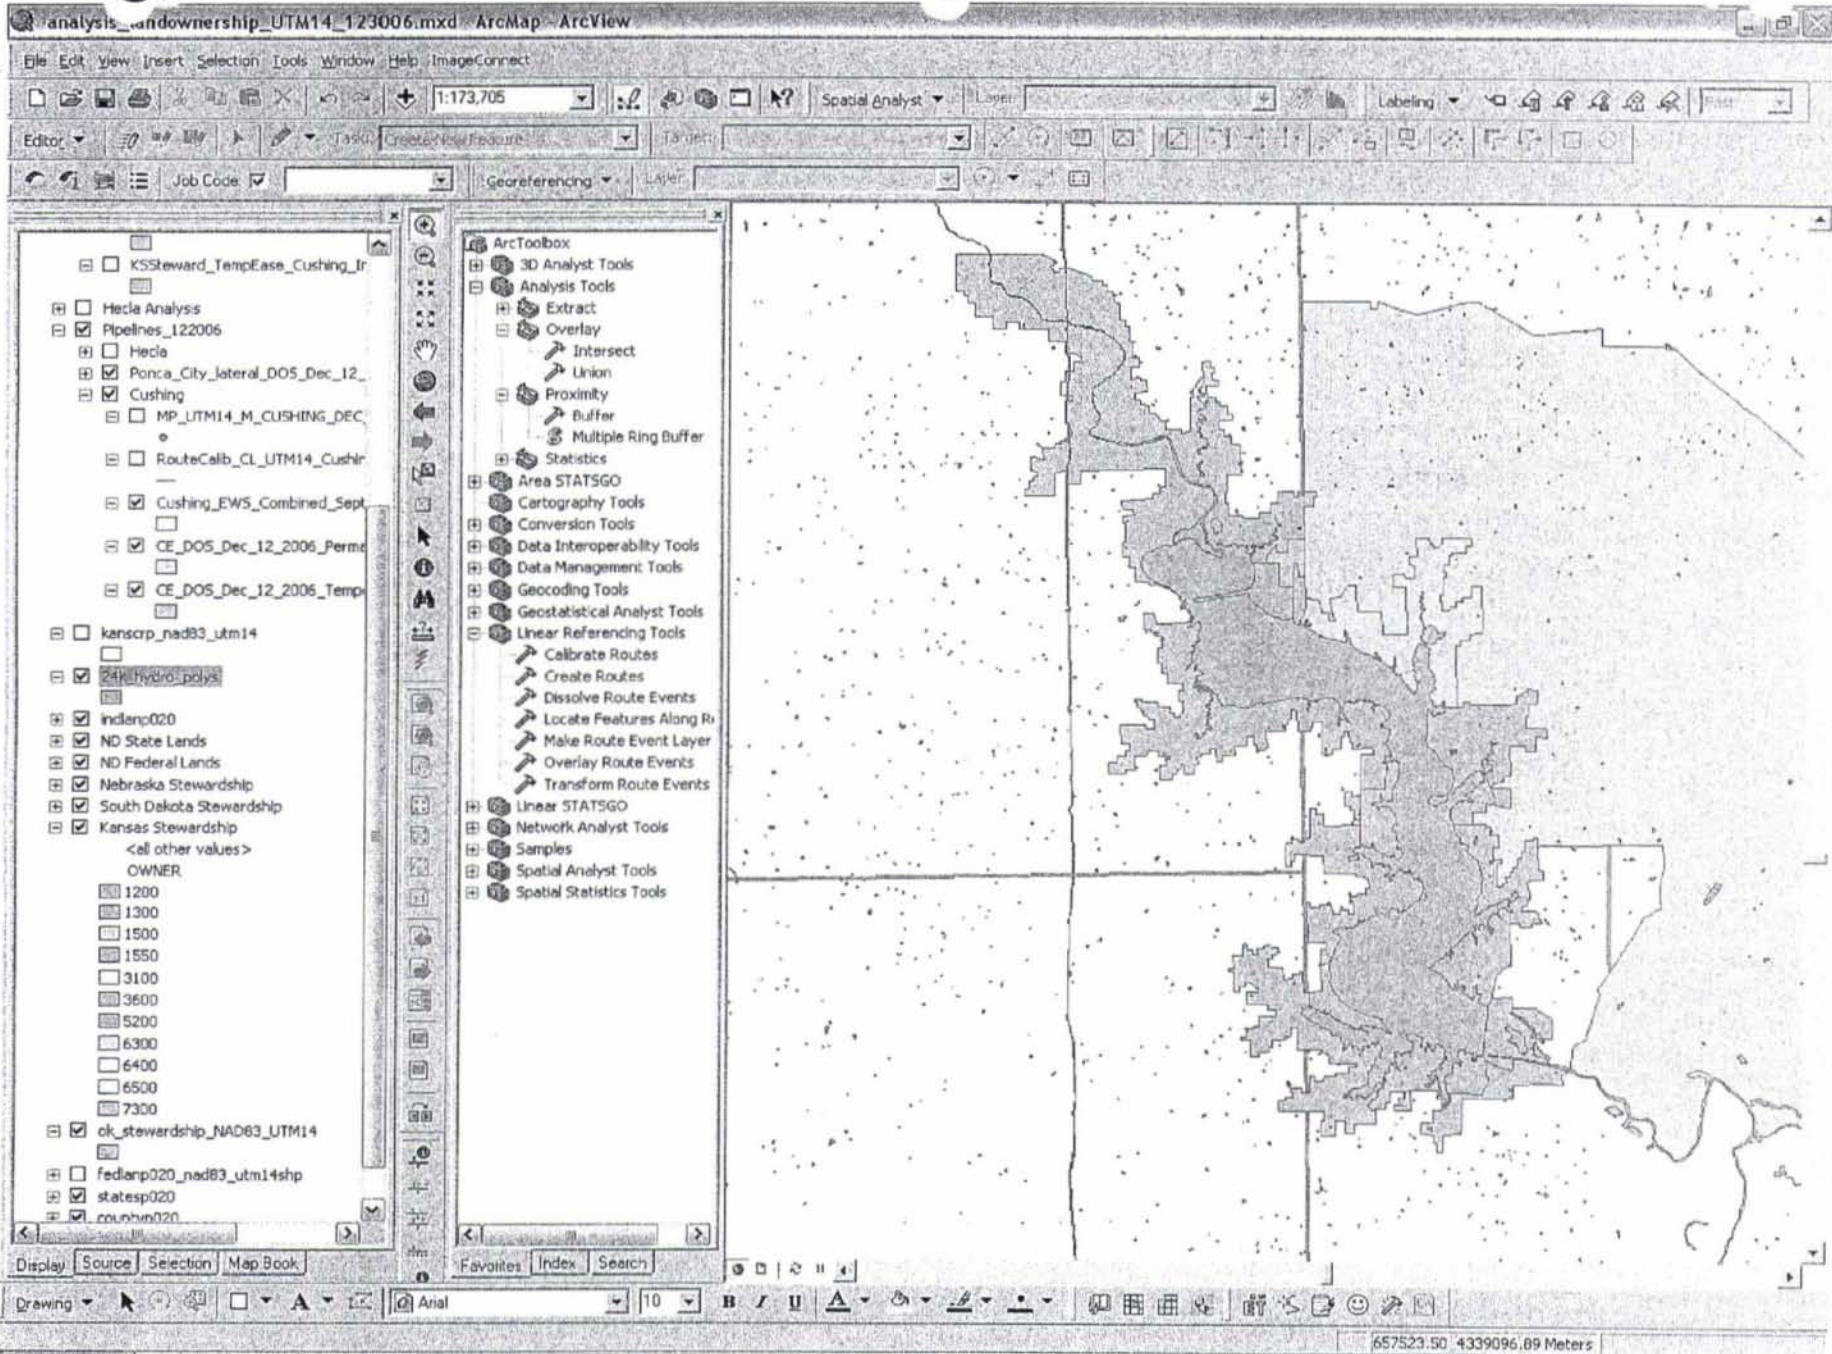 analysis_landownership_UTM14_123006.mxd - ArcMap - ArcView
File Edit View Insert Selection Tools Window Help ImageConnect
1:173,705 Spatial Analyst Layer: Labeling Fast
Editor Task: Create New Feature Target:
Job Code Georeferencing Layer:
KSSteward_TempEase_Cushing_Ir
Hecla Analysis
Pipelines_122006
Hecla
Ponca_City_lateral_DOS_Dec_12_
Cushing
MP_UTM14_M_CUSHING_DEC_
RouteCalib_CL_UTM14_Cushin
Cushing_EWS_Combined_Sept
CE_DOS_Dec_12_2006_Perma
CE_DOS_Dec_12_2006_Tempo
kanscrp_nad83_utm14
24k_hydro_polys
indlanp020
ND State Lands
ND Federal Lands
Nebraska Stewardship
South Dakota Stewardship
Kansas Stewardship
<all other values>
OWNER
1200
1300
1500
1550
3100
3600
5200
6300
6400
6500
7300
ok_stewardship_NAD83_UTM14
fedlanp020_nad83_utm14shp
statesp020
countyp020
Display Source Selection Map Book
ArcToolbox
3D Analyst Tools
Analysis Tools
Extract
Overlay
Intersect
Union
Proximity
Buffer
Multiple Ring Buffer
Statistics
Area STATSGO
Cartography Tools
Conversion Tools
Data Interoperability Tools
Data Management Tools
Geocoding Tools
Geostatistical Analyst Tools
Linear Referencing Tools
Calibrate Routes
Create Routes
Dissolve Route Events
Locate Features Along R
Make Route Event Layer
Overlay Route Events
Transform Route Events
Linear STATSGO
Network Analyst Tools
Samples
Spatial Analyst Tools
Spatial Statistics Tools
Favorites Index Search
Drawing A Arial 10 B I U A
657523.50 4339096.89 Meters